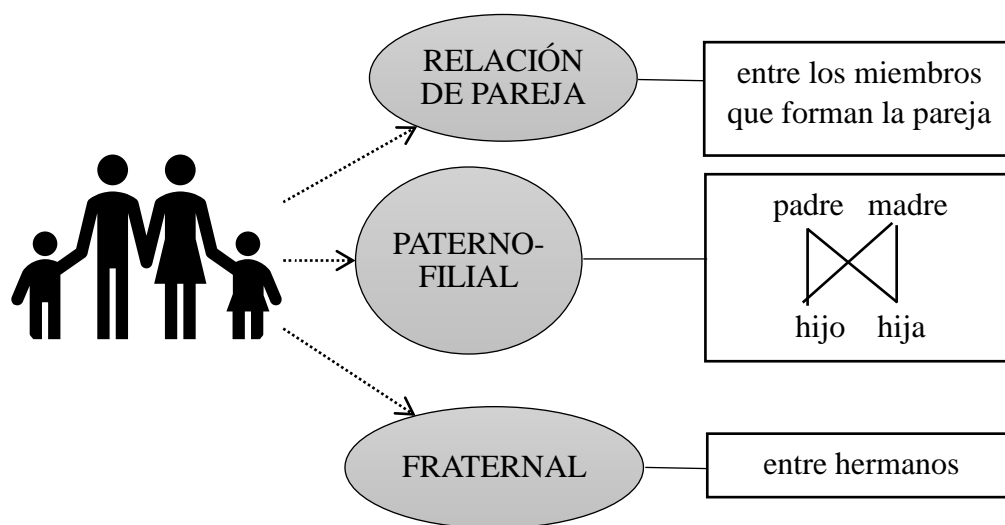 RELACIÓN
DE PAREJA
entre los miembros
que forman la pareja
PATERNO-
FILIAL
padre madre
hijo hija
FRATERNAL
entre hermanos